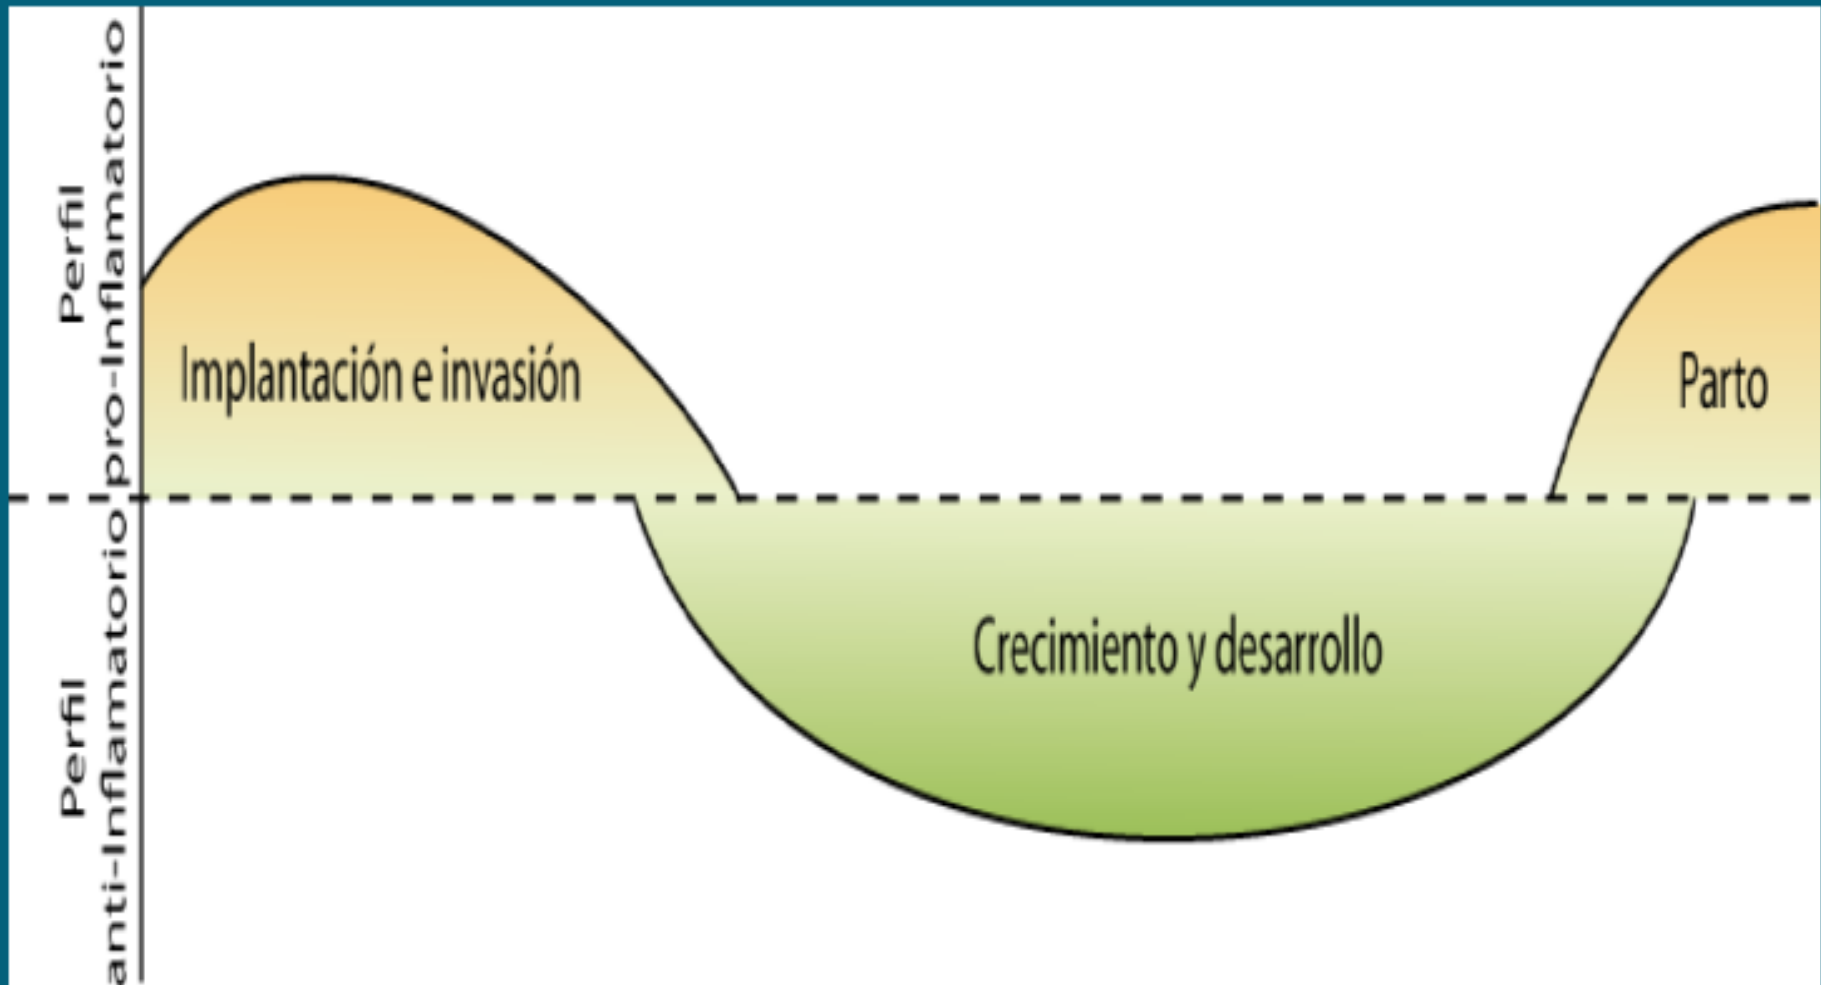 Perfil
pro-Inflamatorio
Implantación e invasión
Parto
Perfil
anti-Inflamatorio
Crecimiento y desarrollo